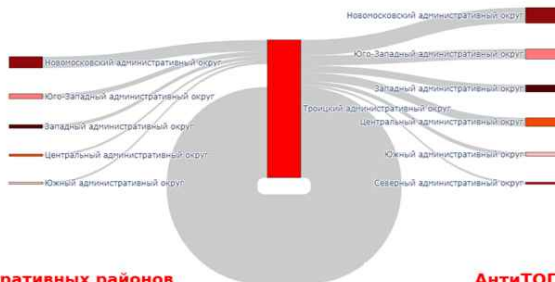 Новомосковский административный округ
Новомосковский административный округ
Юго-Западный административный округ
Юго-Западный административный округ
Западный административный округ
Троицкий административный округ
Западный административный округ
Центральный административный округ
Центральный административный округ
Южный административный округ
Южный административный округ
Северный административный округ
ративных районов
АнтиТОП